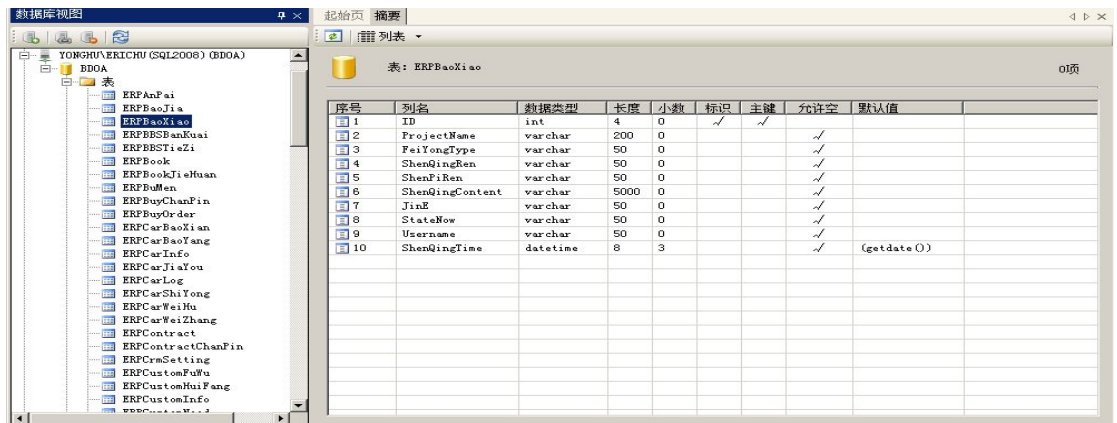 数据库视图
YONGHU\ERICHU(SQL2008)(BDOA)
BDOA
表
ERPAnPai
ERPBaoJia
ERPBaoXiao
ERPBBSBanKuai
ERPBBSTieZi
ERPBook
ERPBookJieHuan
ERPBuMen
ERPBuyChanPin
ERPBuyOrder
ERPCarBaoXian
ERPCarBaoYang
ERPCarInfo
ERPCarJiaYou
ERPCarLog
ERPCarShiYong
ERPCarWeiHu
ERPCarWeiZhang
ERPContract
ERPContractChanPin
ERPCrmSetting
ERPCustomFuWu
ERPCustomHuiFang
ERPCustomInfo
起始页 摘要
列表
表: ERPBaoXiao
0I项
序号 列名 数据类型 长度 小数 标识 主键 允许空 默认值
1 ID int 4 0 ✓ ✓
2 ProjectName varchar 200 0 ✓
3 FeiYongType varchar 50 0 ✓
4 ShenQingRen varchar 50 0 ✓
5 ShenPiRen varchar 50 0 ✓
6 ShenQingContent varchar 5000 0 ✓
7 JinE varchar 50 0 ✓
8 StateNow varchar 50 0 ✓
9 Username varchar 50 0 ✓
10 ShenQingTime datetime 8 3 ✓ (getdate())